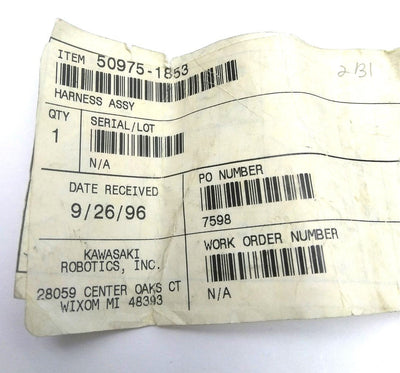 ITEM 50975-1853
2131
HARNESS ASSY
QTY
1
SERIAL/LOT
N/A
DATE RECEIVED
9/26/96
PO NUMBER
7598
KAWASAKI
ROBOTICS, INC.
28059 CENTER OAKS CT
WIXOM MI 48393
WORK ORDER NUMBER
N/A